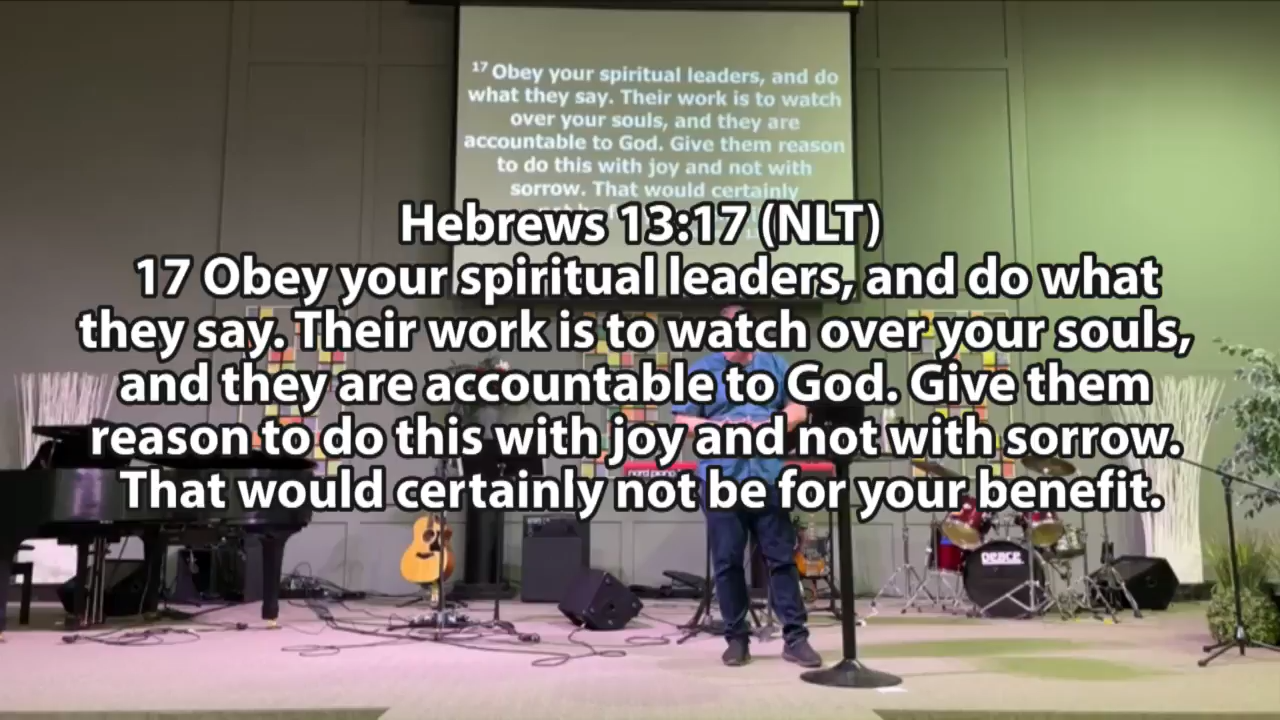 17 Obey your spiritual leaders, and do
what they say. Their work is to watch
over your souls, and they are
accountable to God. Give them reason
to do this with joy and not with
sorrow. That would certainly
Hebrews 13:17 (NLT)
17 Obey your spiritual leaders, and do what
they say. Their work is to watch over your souls,
and they are accountable to God. Give them
reason to do this with joy and not with sorrow.
That would certainly not be for your benefit.
nord piano
peace